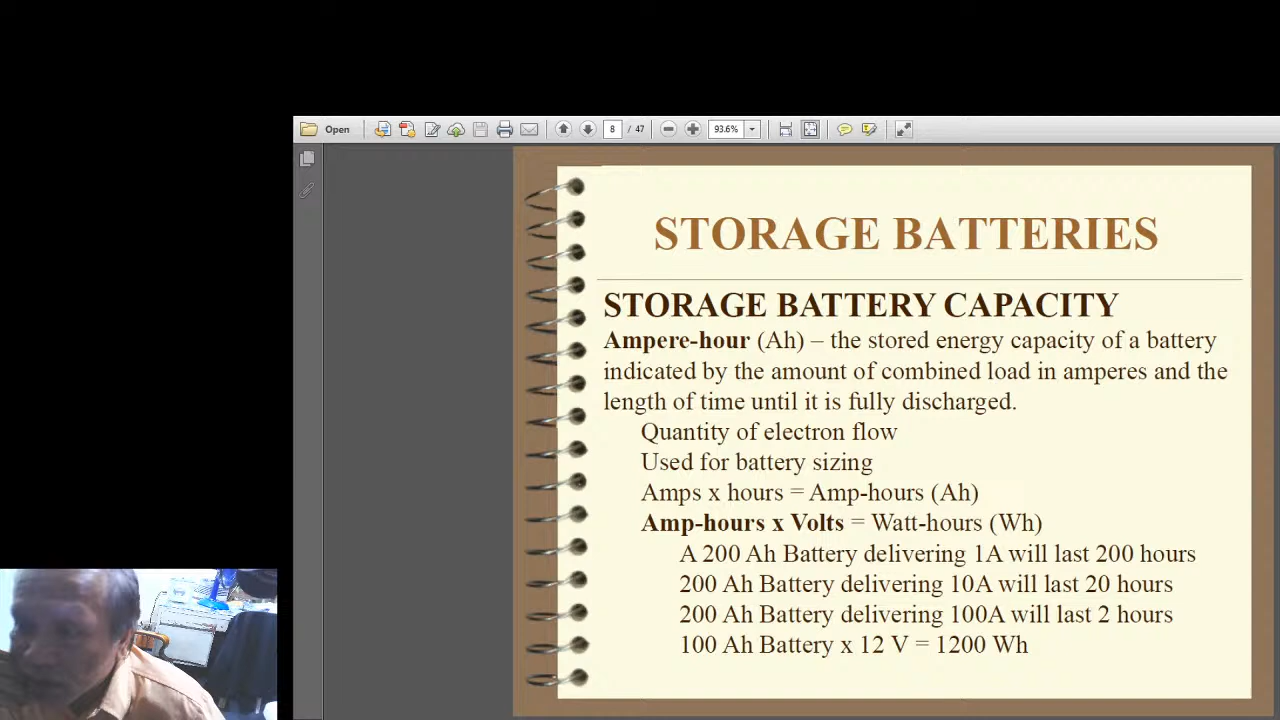 Open 8 / 47 93.6%
STORAGE BATTERIES
STORAGE BATTERY CAPACITY
Ampere-hour (Ah) – the stored energy capacity of a battery
indicated by the amount of combined load in amperes and the
length of time until it is fully discharged.
Quantity of electron flow
Used for battery sizing
Amps x hours = Amp-hours (Ah)
Amp-hours x Volts = Watt-hours (Wh)
A 200 Ah Battery delivering 1A will last 200 hours
200 Ah Battery delivering 10A will last 20 hours
200 Ah Battery delivering 100A will last 2 hours
100 Ah Battery x 12 V = 1200 Wh